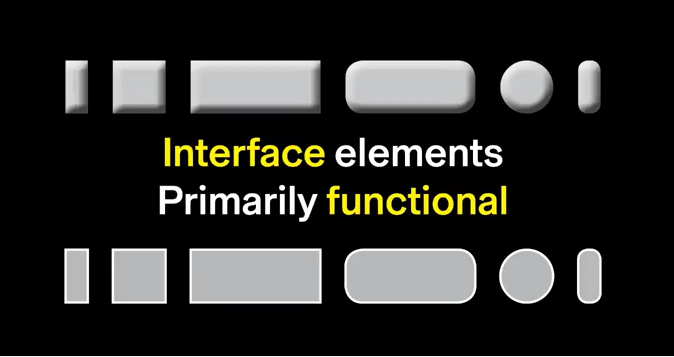 Interface elements
Primarily functional